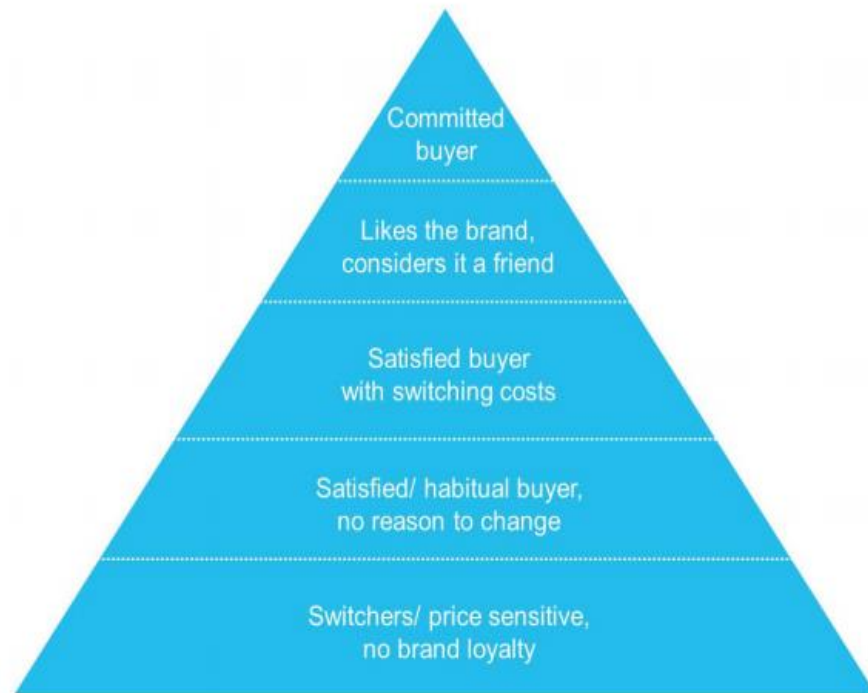 Committed
buyer
Likes the brand,
considers it a friend
Satisfied buyer
with switching costs
Satisfied/ habitual buyer,
no reason to change
Switchers/ price sensitive,
no brand loyalty